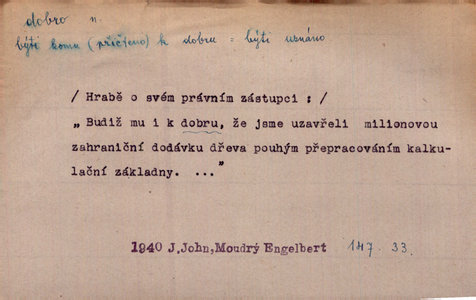 dobro n.
býti komu (přičteno) k dobru = býti uznáno
/ Hrabě o svém právním zástupci : /
„ Budiž mu i k dobru, že jsme uzavřeli milionovou
zahraniční dodávku dřeva pouhým přepracováním kalku-
lační základny. ..."
1940 J.John,Moudrý Engelbert 147. 33.